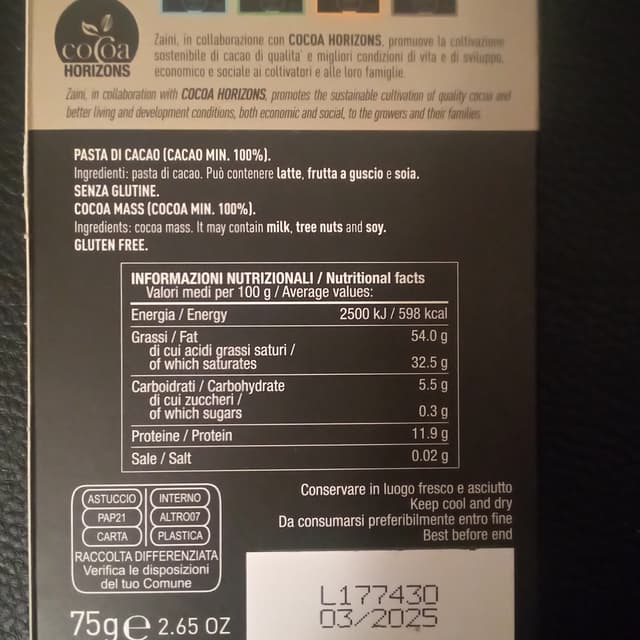 cocoa
HORIZONS
Zaini, in collaborazione con COCOA HORIZONS, promuove la coltivazione
sostenibile di cacao di qualita' e migliori condizioni di vita e di sviluppo,
economico e sociale ai coltivatori e alle loro famiglie.
Zaini, in collaboration with COCOA HORIZONS, promotes the sustainable cultivation of quality cocoa and
better living and development conditions, both economic and social, to the growers and their families
PASTA DI CACAO (CACAO MIN. 100%).
Ingredienti: pasta di cacao. Può contenere latte, frutta a guscio e soia.
SENZA GLUTINE.
COCOA MASS (COCOA MIN. 100%).
Ingredients: cocoa mass. It may contain milk, tree nuts and soy.
GLUTEN FREE.
INFORMAZIONI NUTRIZIONALI / Nutritional facts
Valori medi per 100 g / Average values:
Energia / Energy 2500 kJ / 598 kcal
Grassi / Fat 54.0 g
di cui acidi grassi saturi /
of which saturates 32.5 g
Carboidrati / Carbohydrate 5.5 g
di cui zuccheri /
of which sugars 0.3 g
Proteine / Protein 11.9 g
Sale / Salt 0.02 g
ASTUCCIO INTERNO
PAP21 ALTRO07
CARTA PLASTICA
RACCOLTA DIFFERENZIATA
Verifica le disposizioni
del tuo Comune
Conservare in luogo fresco e asciutto
Keep cool and dry
Da consumarsi preferibilmente entro fine
Best before end
L177430
03/2025
75g e 2.65 OZ